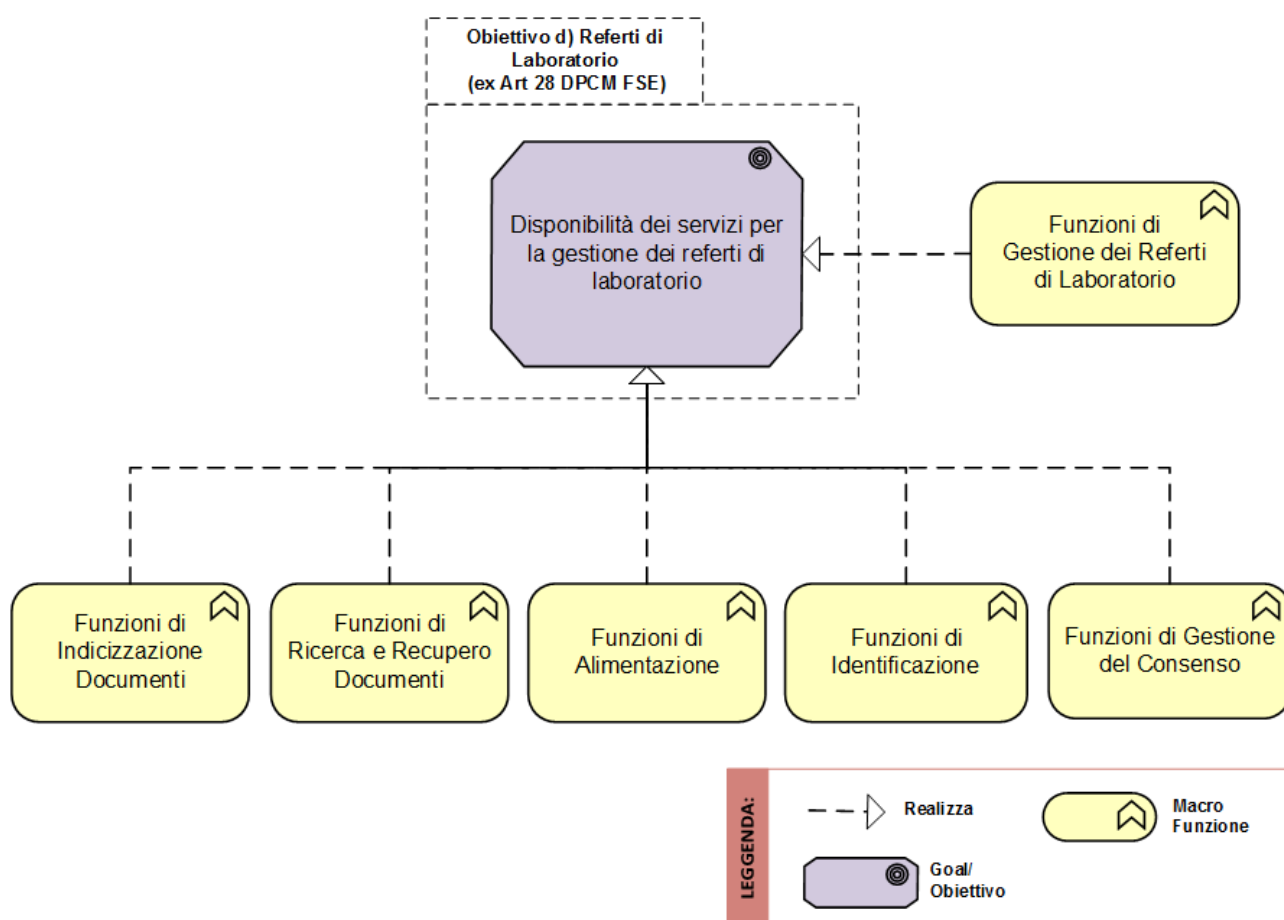 Obiettivo d) Referti di
Laboratorio
(ex Art 28 DPCM FSE)
Disponibilità dei servizi per
la gestione dei referti di
laboratorio
Funzioni di
Gestione dei Referti
di Laboratorio
Funzioni di
Indicizzazione
Documenti
Funzioni di
Ricerca e Recupero
Documenti
Funzioni di
Alimentazione
Funzioni di
Identificazione
Funzioni di Gestione
del Consenso
LEGGENDA:
Realizza
Macro
Funzione
Goal/
Obiettivo